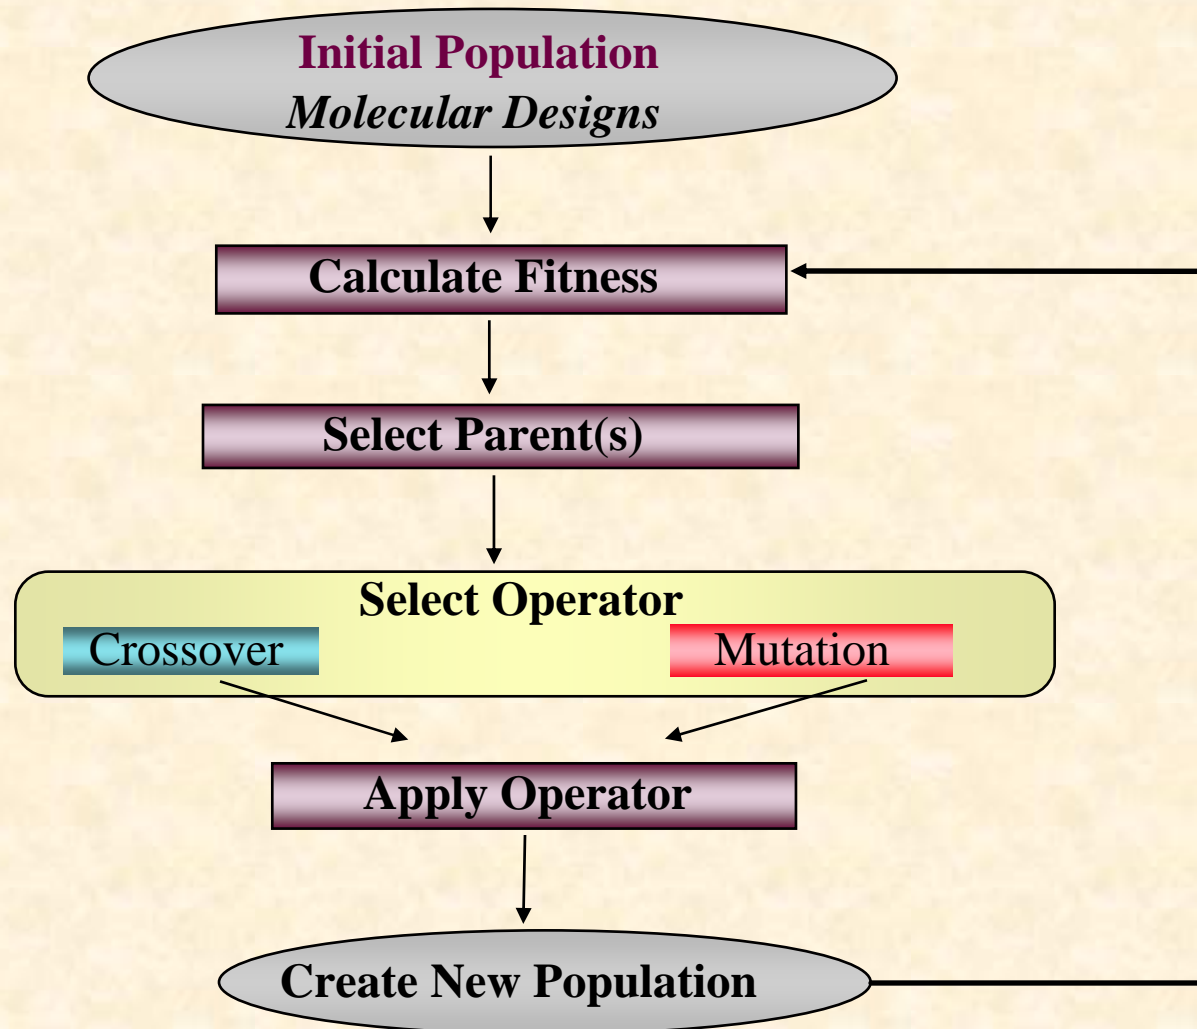 Initial Population
Molecular Designs
Calculate Fitness
Select Parent(s)
Select Operator
Crossover
Mutation
Apply Operator
Create New Population